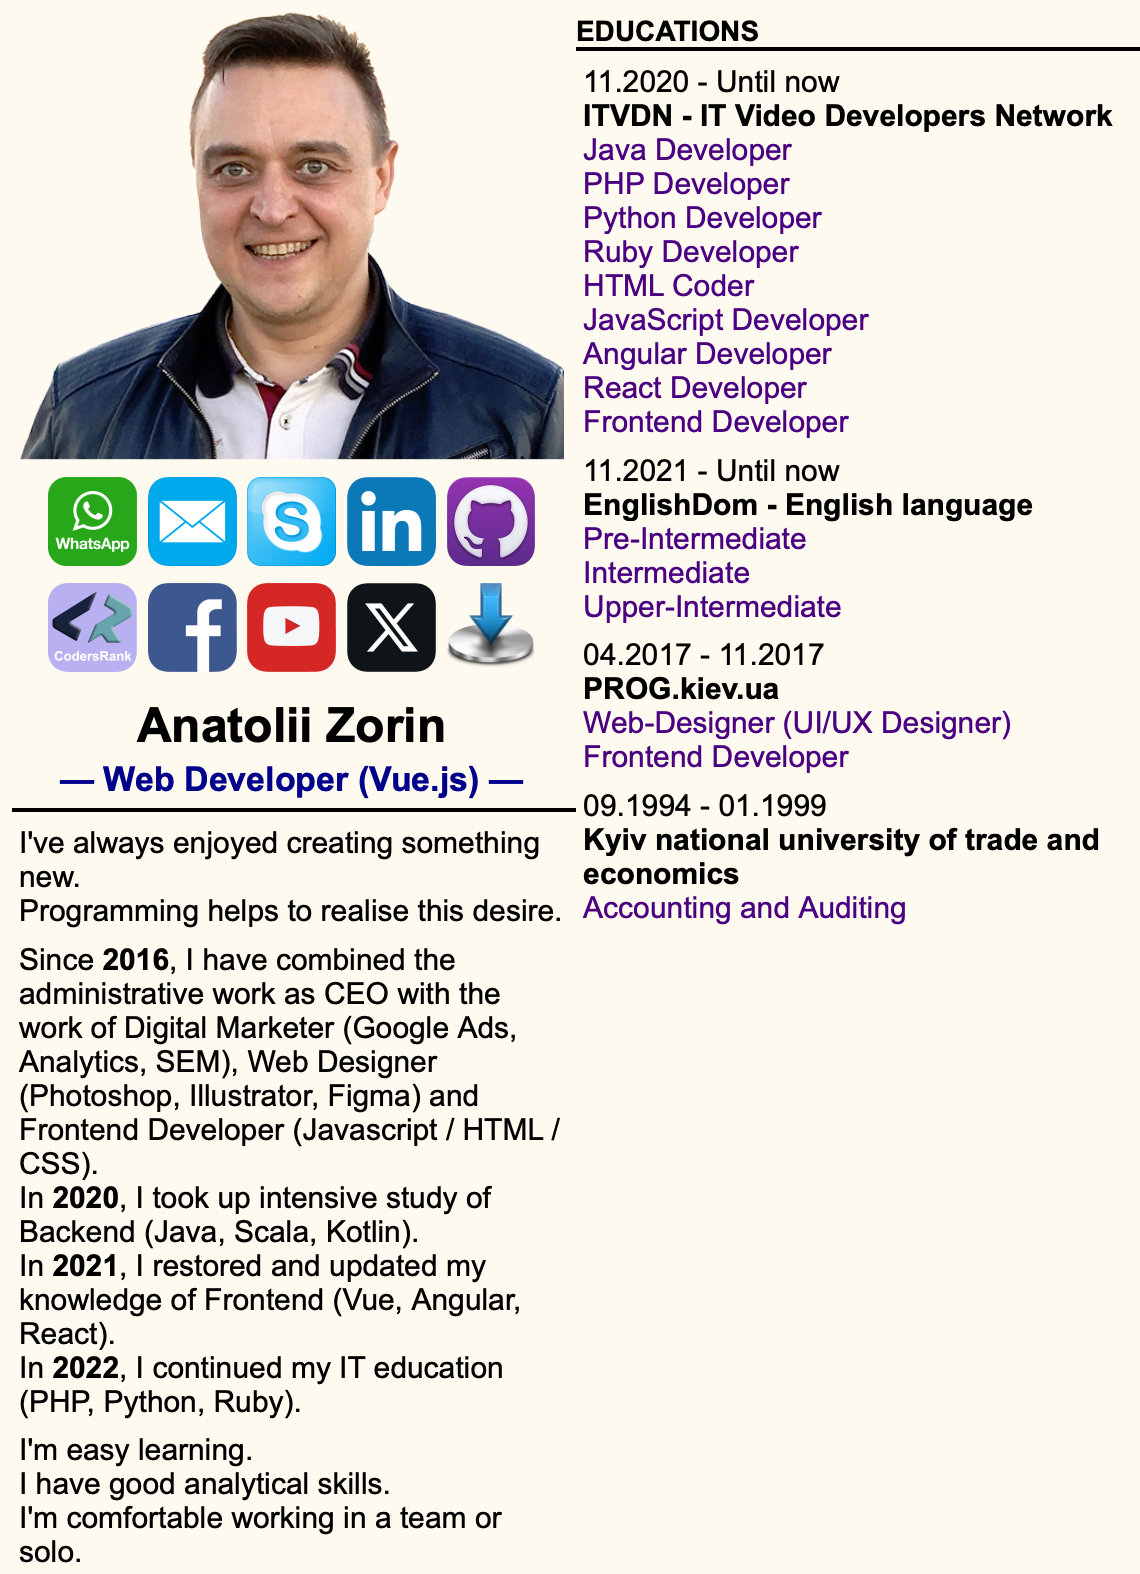 WhatsApp
CodersRank
Anatolii Zorin
— Web Developer (Vue.js) —
I've always enjoyed creating something
new.
Programming helps to realise this desire.
Since 2016, I have combined the
administrative work as CEO with the
work of Digital Marketer (Google Ads,
Analytics, SEM), Web Designer
(Photoshop, Illustrator, Figma) and
Frontend Developer (Javascript / HTML /
CSS).
In 2020, I took up intensive study of
Backend (Java, Scala, Kotlin).
In 2021, I restored and updated my
knowledge of Frontend (Vue, Angular,
React).
In 2022, I continued my IT education
(PHP, Python, Ruby).
I'm easy learning.
I have good analytical skills.
I'm comfortable working in a team or
solo.
EDUCATIONS
11.2020 - Until now
ITVDN - IT Video Developers Network
Java Developer
PHP Developer
Python Developer
Ruby Developer
HTML Coder
JavaScript Developer
Angular Developer
React Developer
Frontend Developer
11.2021 - Until now
EnglishDom - English language
Pre-Intermediate
Intermediate
Upper-Intermediate
04.2017 - 11.2017
PROG.kiev.ua
Web-Designer (UI/UX Designer)
Frontend Developer
09.1994 - 01.1999
Kyiv national university of trade and
economics
Accounting and Auditing